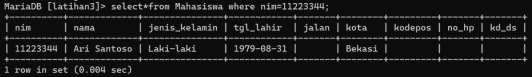 MariaDB [latihan3]> select*from Mahasiswa where nim=11223344;
+----------+-------------+---------------+------------+-------+--------+---------+-------+-------+
| nim | nama | jenis_kelamin | tgl_lahir | jalan | kota | kodepos | no_hp | kd_ds |
+----------+-------------+---------------+------------+-------+--------+---------+-------+-------+
| 11223344 | Ari Santoso | Laki-laki | 1979-08-31 | | Bekasi | | | |
+----------+-------------+---------------+------------+-------+--------+---------+-------+-------+
1 row in set (0.004 sec)